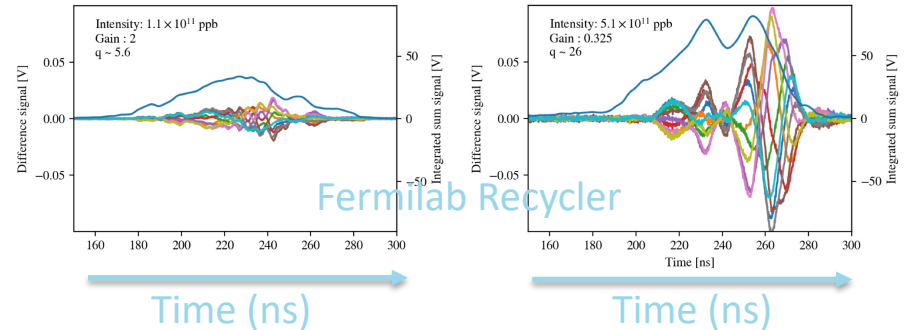 Intensity: 1.1 × 10¹¹ ppb
Gain : 2
q ~ 5.6
Difference signal [V]
0.05
0.00
−0.05
50
0
−50
Integrated sum signal [V]
160 180 200 220 240 260 280 300
Intensity: 5.1 × 10¹¹ ppb
Gain : 0.325
q ~ 26
Difference signal [V]
0.05
0.00
−0.05
50
0
−50
Integrated sum signal [V]
160 180 200 220 240 260 280 300
Time [ns]
Fermilab Recycler
Time (ns)
Time (ns)